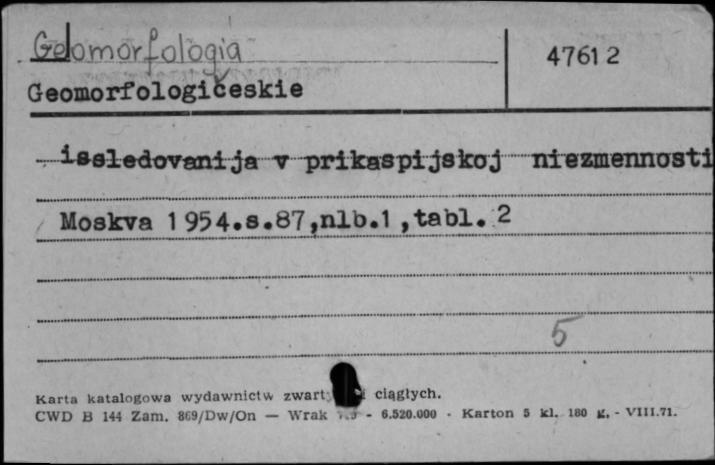 Geomorfologia
47612
Geomorfologičeskie
issledovanija v prikaspijskoj niezmennosti
Moskva 1954.s.87,nlb.1,tabl.2
5
Karta katalogowa wydawnictw ciągłych.
CWD B 144 Zam. 869/Dw/On — Wrak - 6.520.000 - Karton 5 kl. 180 g. - VIII.71.